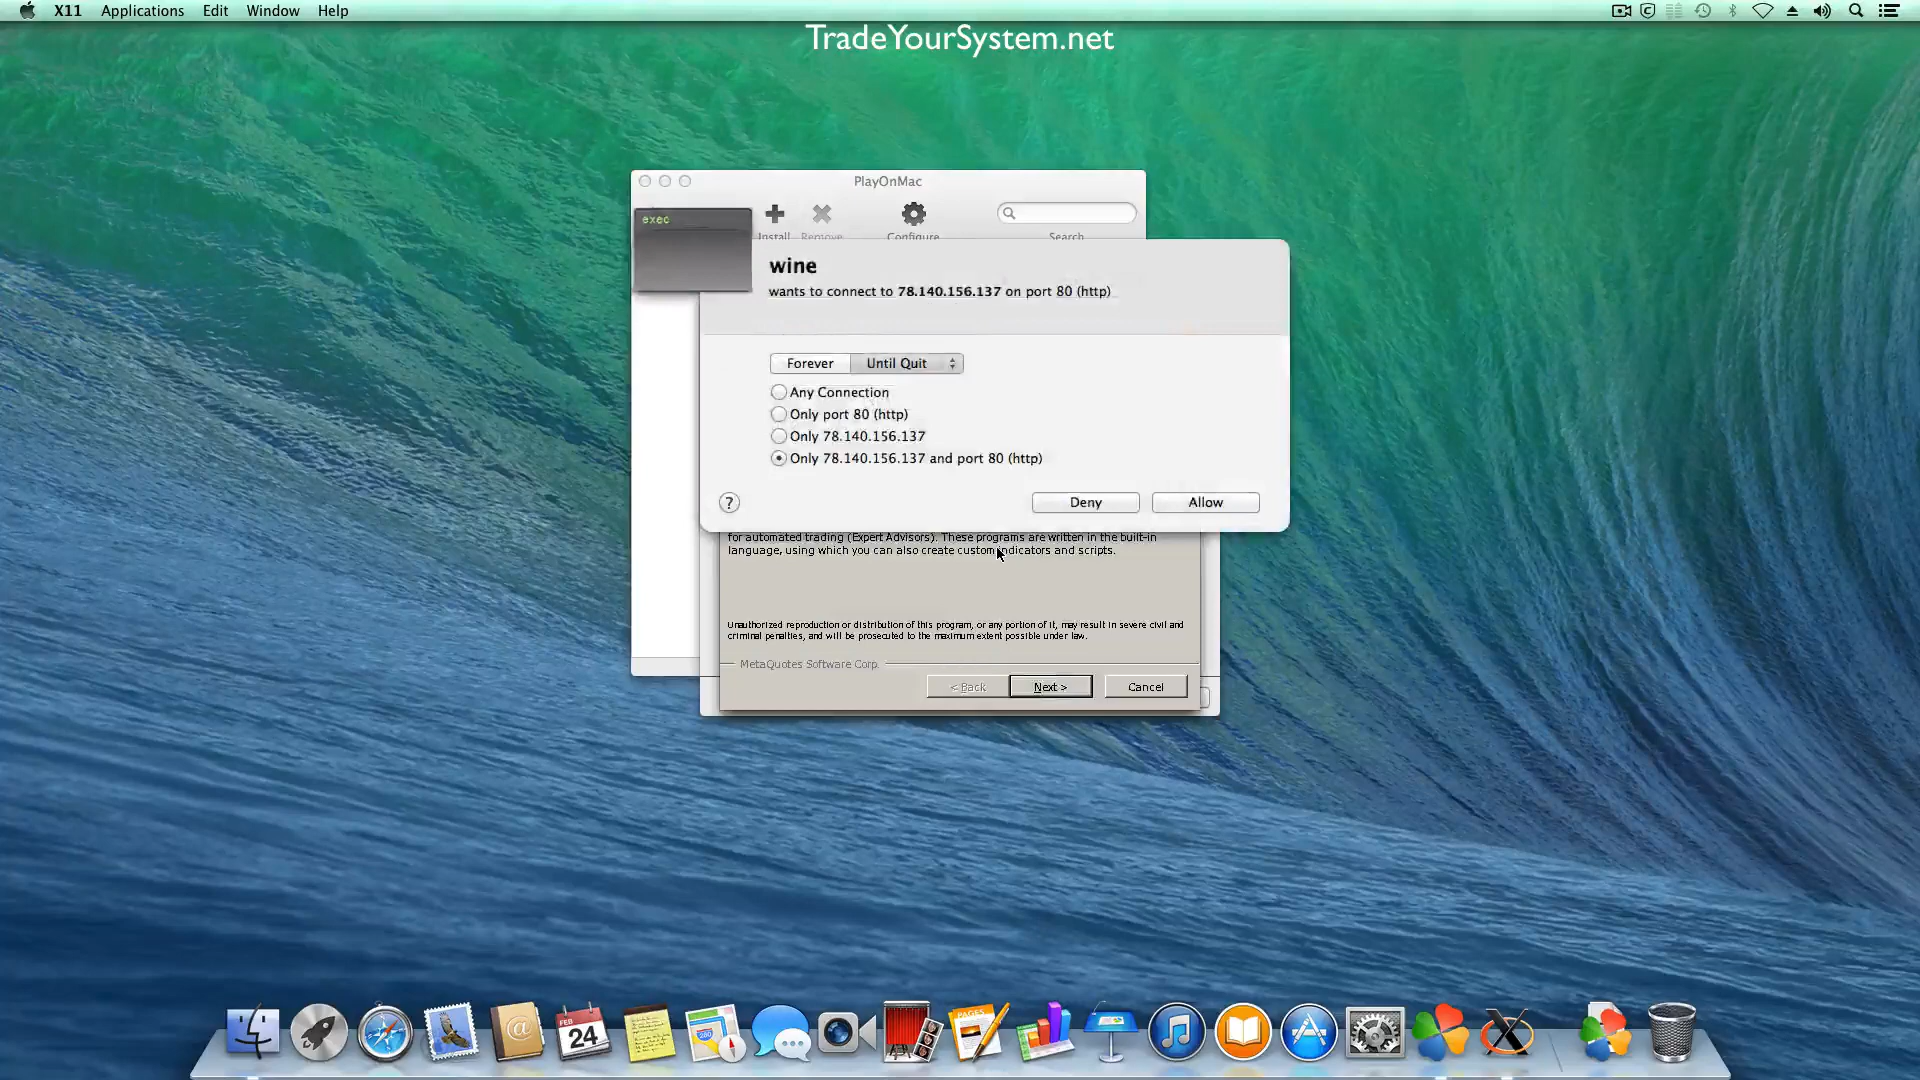 X11 Applications Edit Window Help
TradeYourSystem.net
PlayOnMac
exec
Install Remove Configure Search
wine
wants to connect to 78.140.156.137 on port 80 (http)
Forever Until Quit
Any Connection
Only port 80 (http)
Only 78.140.156.137
Only 78.140.156.137 and port 80 (http)
? Deny Allow
for automated trading (Expert Advisors). These programs are written in the built-in
language, using which you can also create custom indicators and scripts.
Unauthorized reproduction or distribution of this program, or any portion of it, may result in severe civil and
criminal penalties, and will be prosecuted to the maximum extent possible under law.
MetaQuotes Software Corp.
< Back Next > Cancel
FEB
24
PAGES